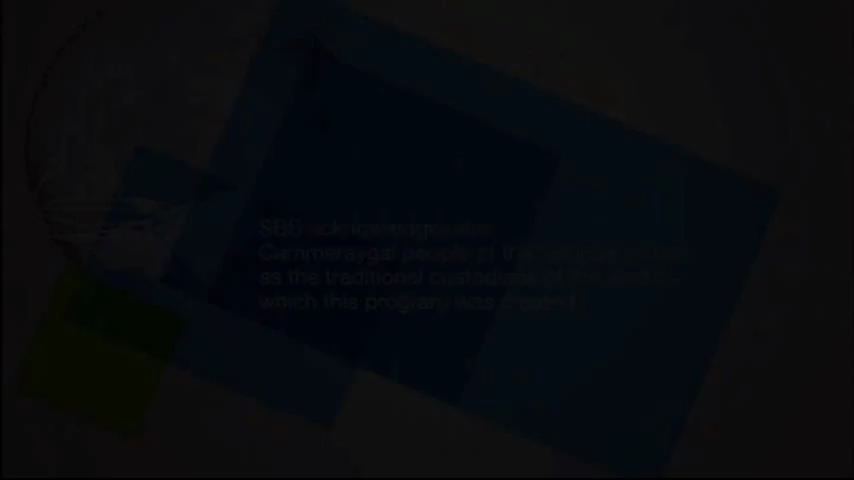 SBS acknowledges the
Cammeraygal people of the
as the traditional custodians of the
which this program was created